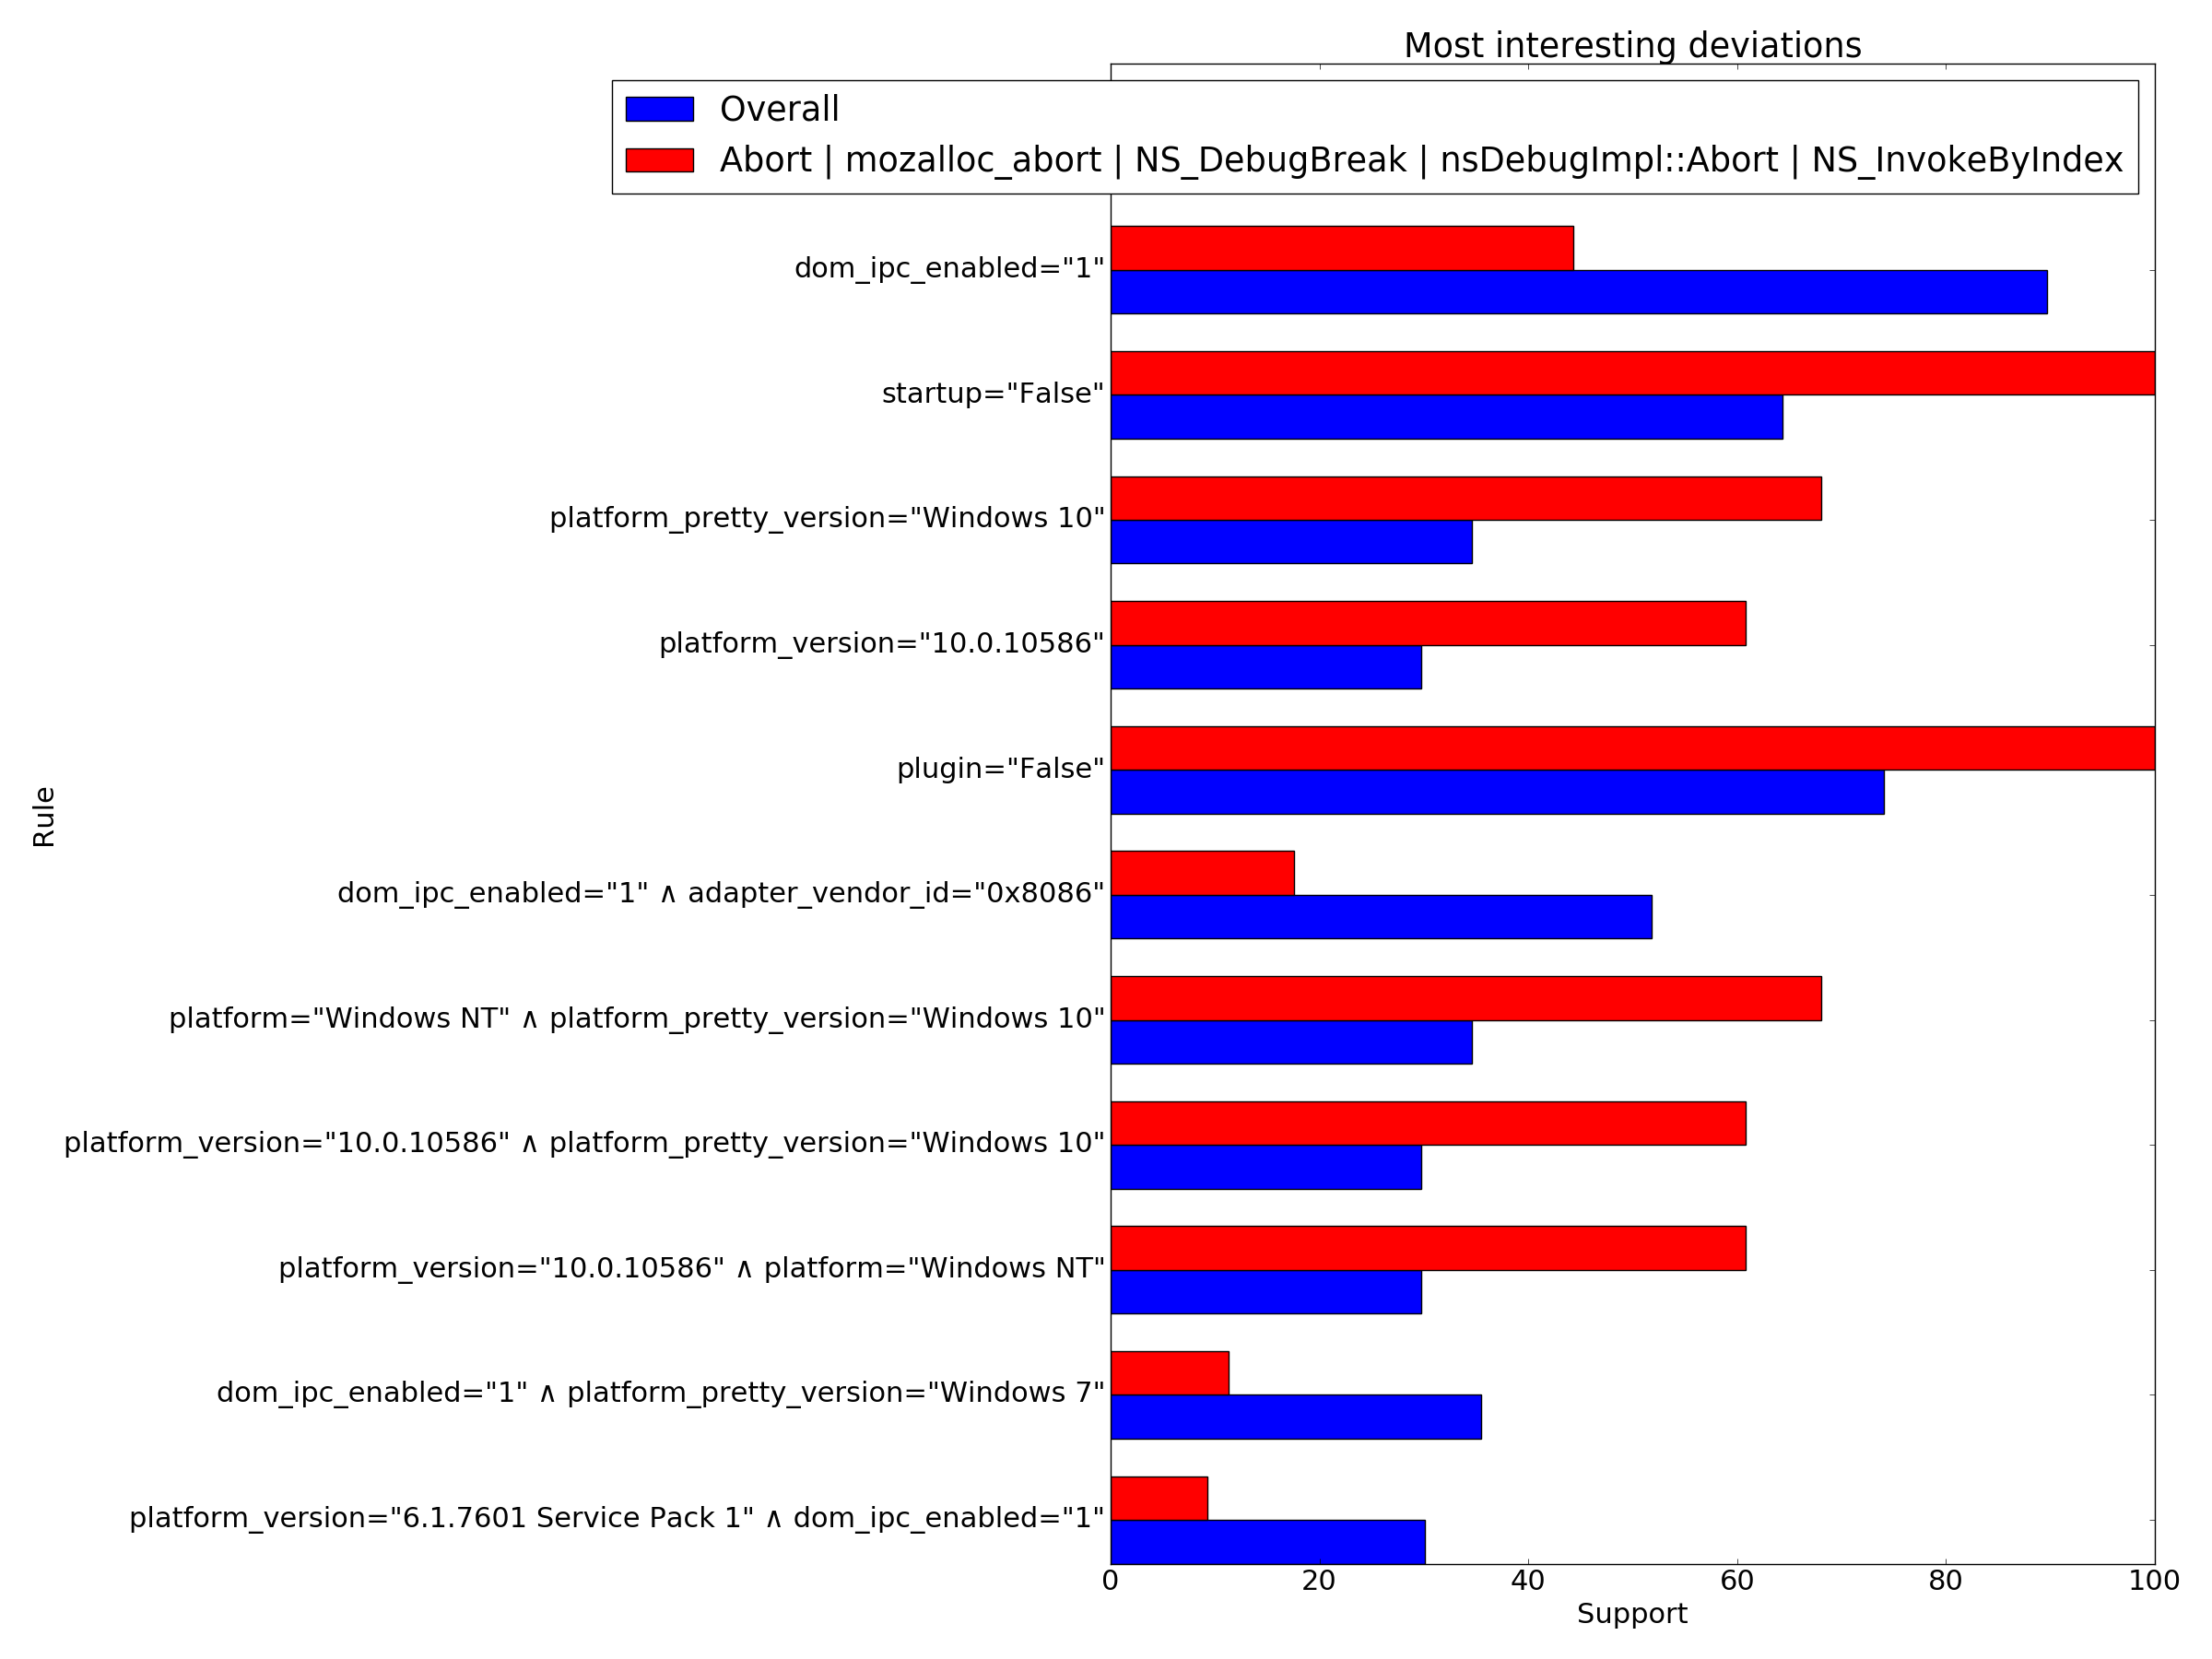 Most interesting deviations
Overall
Abort | mozalloc_abort | NS_DebugBreak | nsDebugImpl::Abort | NS_InvokeByIndex
dom_ipc_enabled="1"
startup="False"
platform_pretty_version="Windows 10"
platform_version="10.0.10586"
plugin="False"
dom_ipc_enabled="1" ∧ adapter_vendor_id="0x8086"
platform="Windows NT" ∧ platform_pretty_version="Windows 10"
platform_version="10.0.10586" ∧ platform_pretty_version="Windows 10"
platform_version="10.0.10586" ∧ platform="Windows NT"
dom_ipc_enabled="1" ∧ platform_pretty_version="Windows 7"
platform_version="6.1.7601 Service Pack 1" ∧ dom_ipc_enabled="1"
Rule
0 20 40 60 80 100
Support